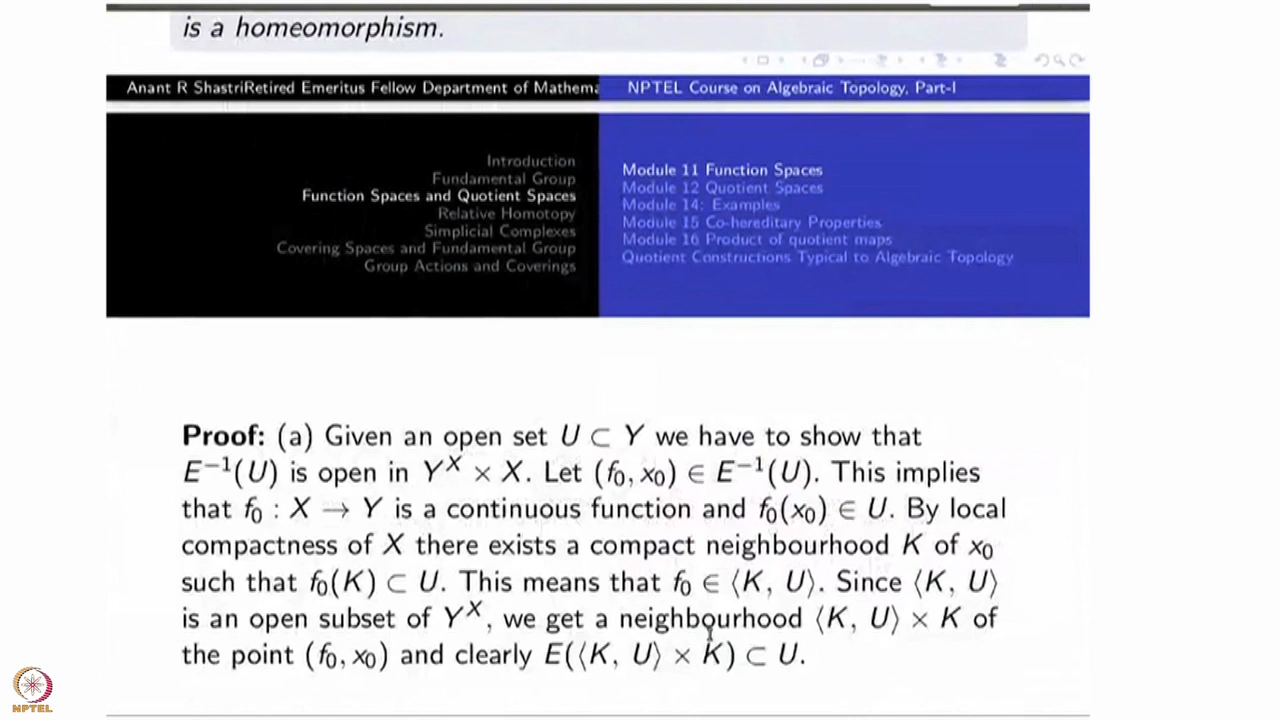 is a homeomorphism.
Anant R ShastriRetired Emeritus Fellow Department of Mathema
NPTEL Course on Algebraic Topology, Part-I
Introduction
Fundamental Group
Function Spaces and Quotient Spaces
Relative Homotopy
Simplicial Complexes
Covering Spaces and Fundamental Group
Group Actions and Coverings
Module 11 Function Spaces
Module 12 Quotient Spaces
Module 14: Examples
Module 15 Co-hereditary Properties
Module 16 Product of quotient maps
Quotient Constructions Typical to Algebraic Topology
Proof: (a) Given an open set U ⊂ Y we have to show that
E⁻¹(U) is open in Y^X × X. Let (f₀, x₀) ∈ E⁻¹(U). This implies
that f₀ : X → Y is a continuous function and f₀(x₀) ∈ U. By local
compactness of X there exists a compact neighbourhood K of x₀
such that f₀(K) ⊂ U. This means that f₀ ∈ ⟨K, U⟩. Since ⟨K, U⟩
is an open subset of Y^X, we get a neighbourhood ⟨K, U⟩ × K of
the point (f₀, x₀) and clearly E(⟨K, U⟩ × K) ⊂ U.
NPTEL